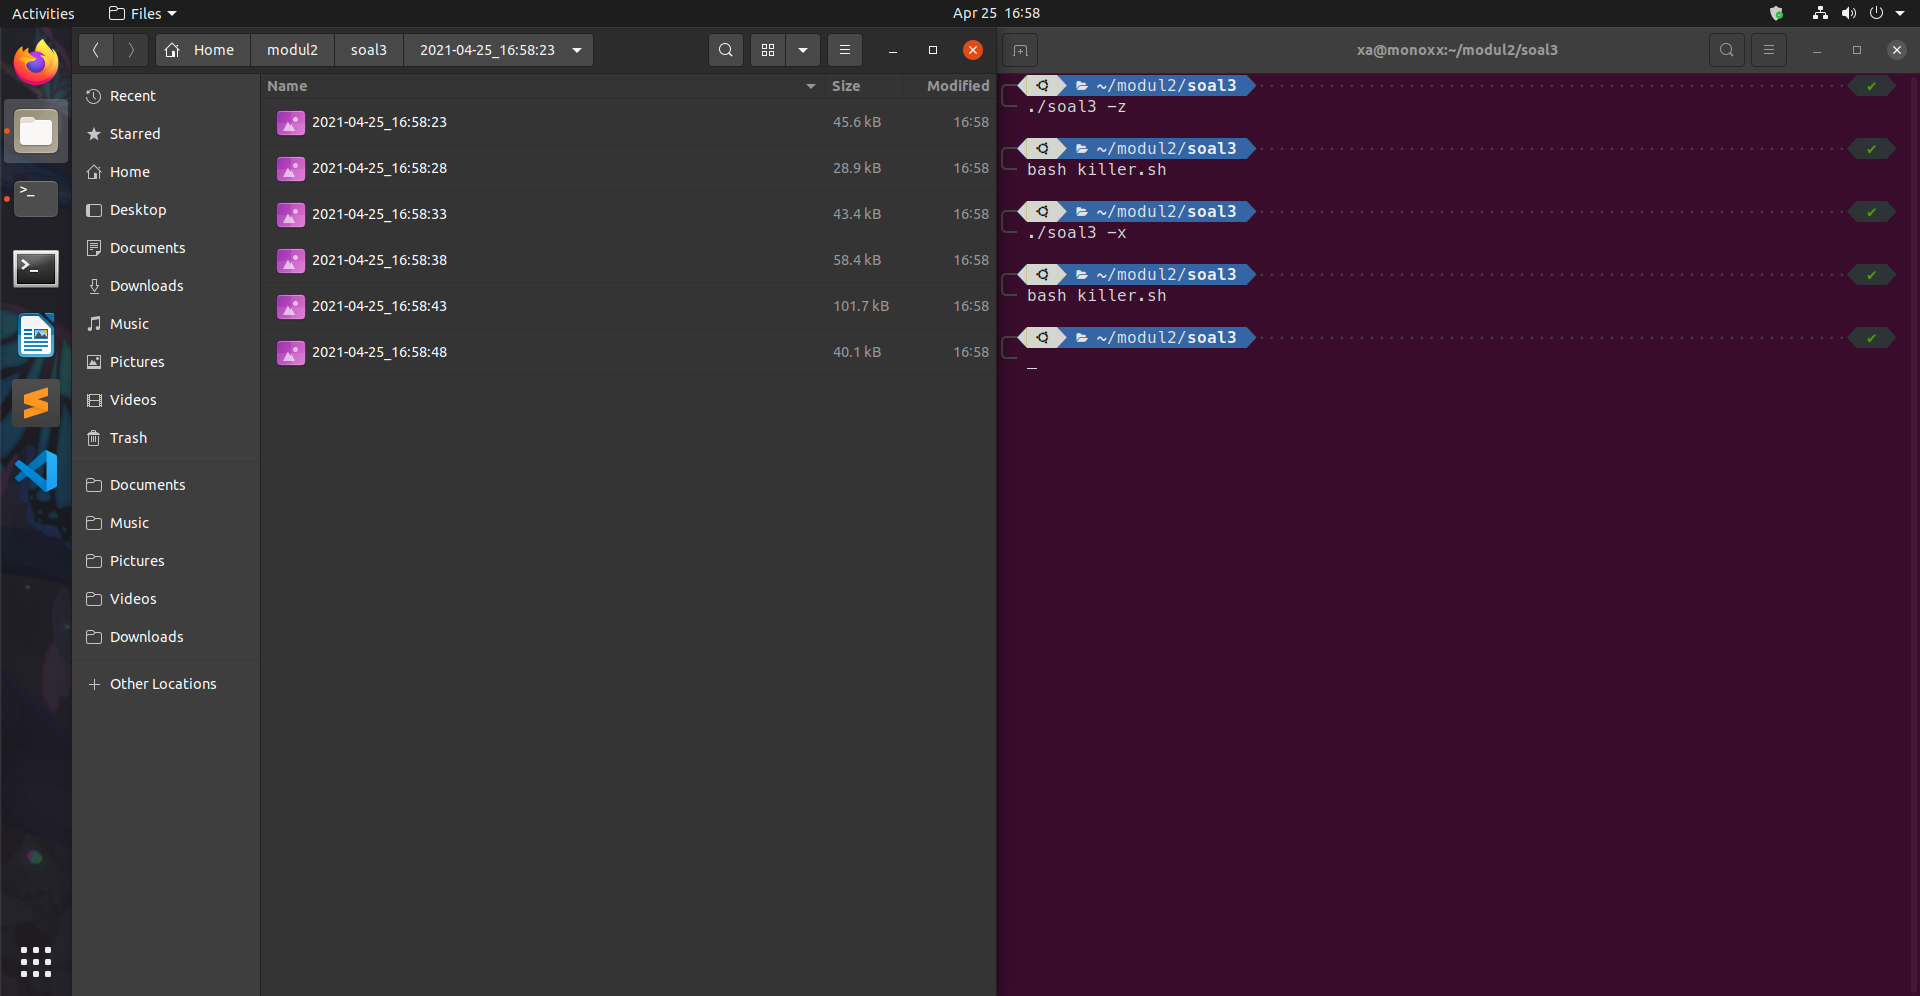 Activities Files Apr 25 16:58
Home modul2 soal3 2021-04-25_16:58:23
Recent
Starred
Home
Desktop
Documents
Downloads
Music
Pictures
Videos
Trash
Documents
Music
Pictures
Videos
Downloads
Other Locations
Name Size Modified
2021-04-25_16:58:23 45.6 kB 16:58
2021-04-25_16:58:28 28.9 kB 16:58
2021-04-25_16:58:33 43.4 kB 16:58
2021-04-25_16:58:38 58.4 kB 16:58
2021-04-25_16:58:43 101.7 kB 16:58
2021-04-25_16:58:48 40.1 kB 16:58
xa@monoxx:~/modul2/soal3
~/modul2/soal3
./soal3 -z
~/modul2/soal3
bash killer.sh
~/modul2/soal3
./soal3 -x
~/modul2/soal3
bash killer.sh
~/modul2/soal3